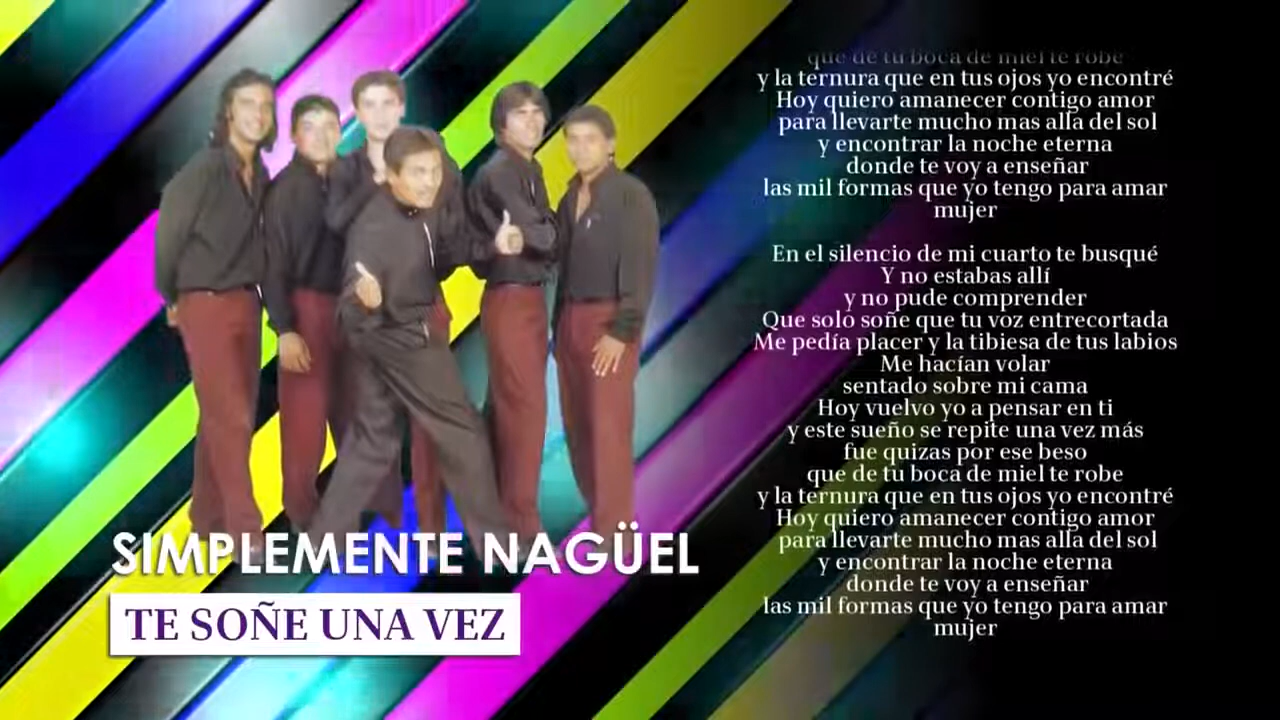 SIMPLEMENTE NAGÜEL
TE SOÑE UNA VEZ
que de tu boca de miel te robe
y la ternura que en tus ojos yo encontré
Hoy quiero amanecer contigo amor
para llevarte mucho mas alla del sol
y encontrar la noche eterna
donde te voy a enseñar
las mil formas que yo tengo para amar
mujer
En el silencio de mi cuarto te busqué
Y no estabas allí
y no pude comprender
Que solo soñe que tu voz entrecortada
Me pedía placer y la tibiesa de tus labios
Me hacían volar
sentado sobre mi cama
Hoy vuelvo yo a pensar en ti
y este sueño se repite una vez más
fue quizas por ese beso
que de tu boca de miel te robe
y la ternura que en tus ojos yo encontré
Hoy quiero amanecer contigo amor
para llevarte mucho mas alla del sol
y encontrar la noche eterna
donde te voy a enseñar
las mil formas que yo tengo para amar
mujer